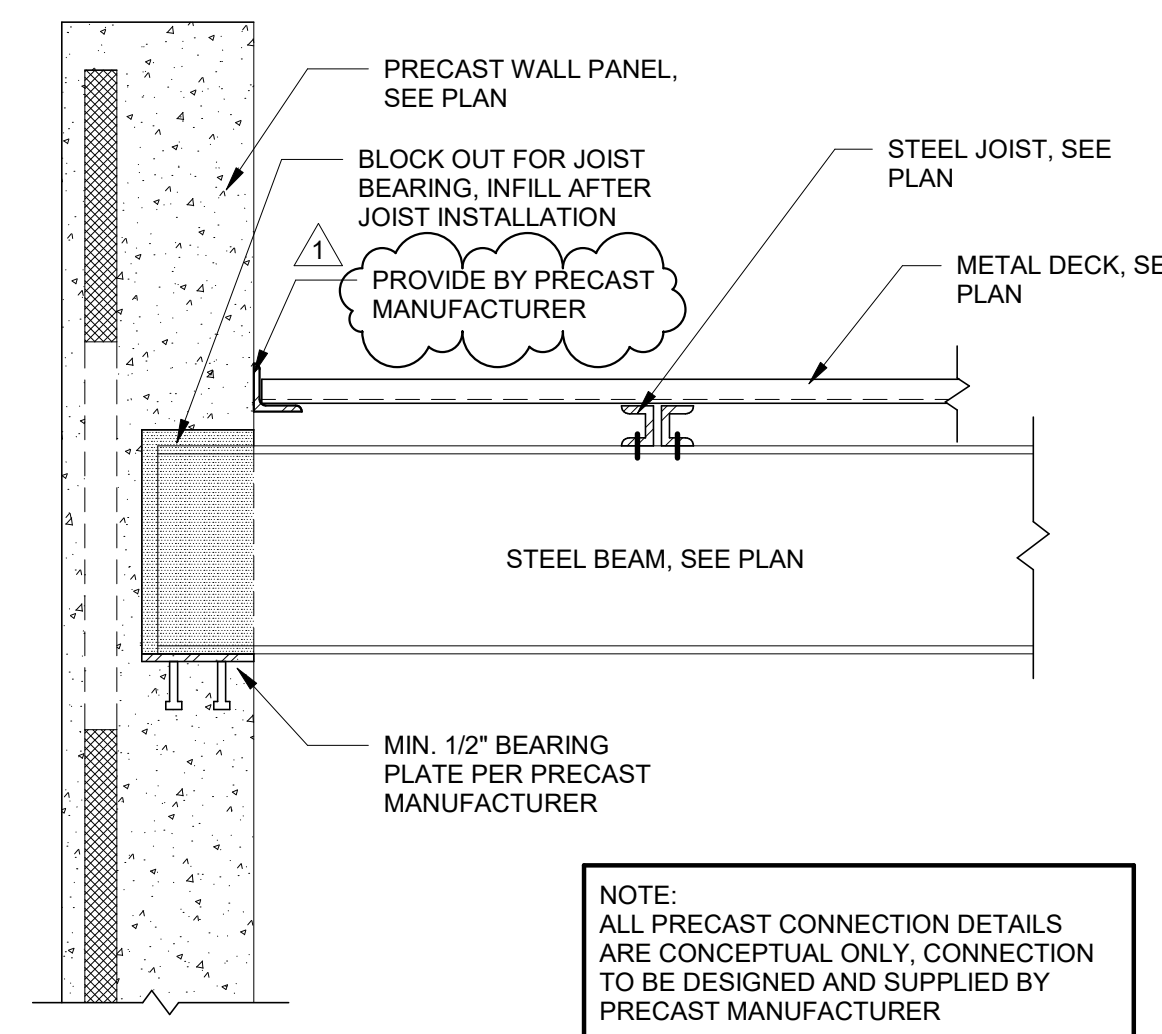 PRECAST WALL PANEL,
SEE PLAN
BLOCK OUT FOR JOIST
BEARING, INFILL AFTER
JOIST INSTALLATION
1
PROVIDE BY PRECAST
MANUFACTURER
STEEL JOIST, SEE
PLAN
METAL DECK, SE
PLAN
STEEL BEAM, SEE PLAN
MIN. 1/2" BEARING
PLATE PER PRECAST
MANUFACTURER
NOTE:
ALL PRECAST CONNECTION DETAILS
ARE CONCEPTUAL ONLY, CONNECTION
TO BE DESIGNED AND SUPPLIED BY
PRECAST MANUFACTURER